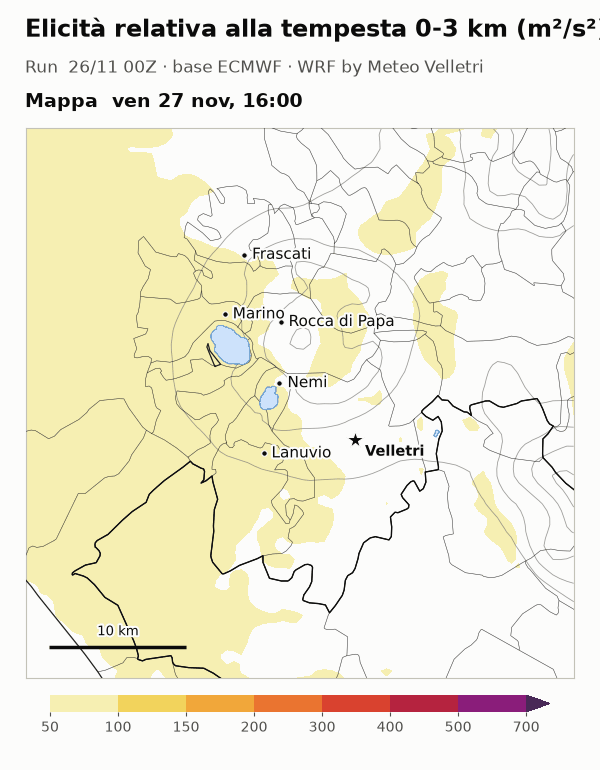 Elicità relativa alla tempesta 0-3 km (m²/s²)
Run 26/11 00Z · base ECMWF · WRF by Meteo Velletri
Mappa ven 27 nov, 16:00
Frascati
Marino
Rocca di Papa
Nemi
Velletri
Lanuvio
10 km
50 100 150 200 300 400 500 700